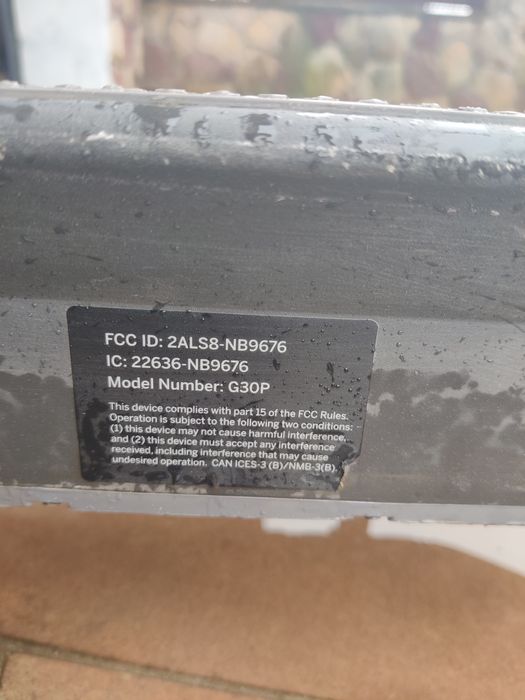 FCC ID: 2ALS8-NB9676
IC: 22636-NB9676
Model Number: G30P
This device complies with part 15 of the FCC Rules.
Operation is subject to the following two conditions:
(1) this device may not cause harmful interference,
and (2) this device must accept any interference
received, including interference that may cause
undesired operation. CAN ICES-3 (B)/NMB-3(B)